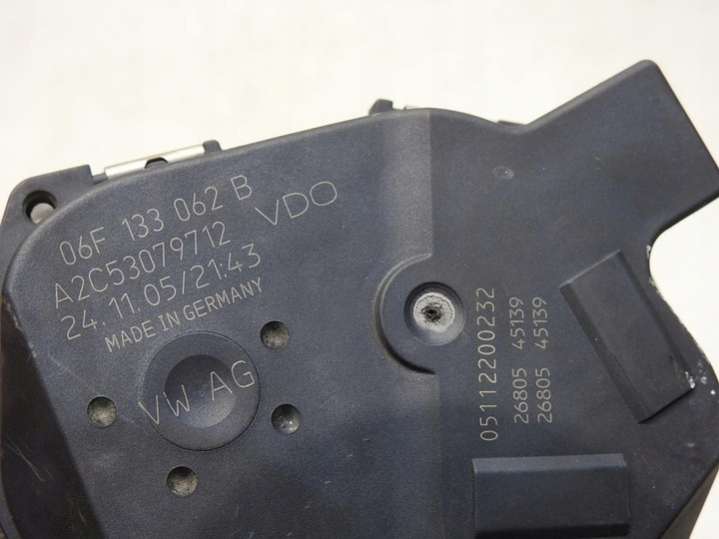 06F 133 062 B
VDO
A2C53079712
24.11.05/21:43
MADE IN GERMANY
VW AG
051112200232
26805 45139
26805 45139